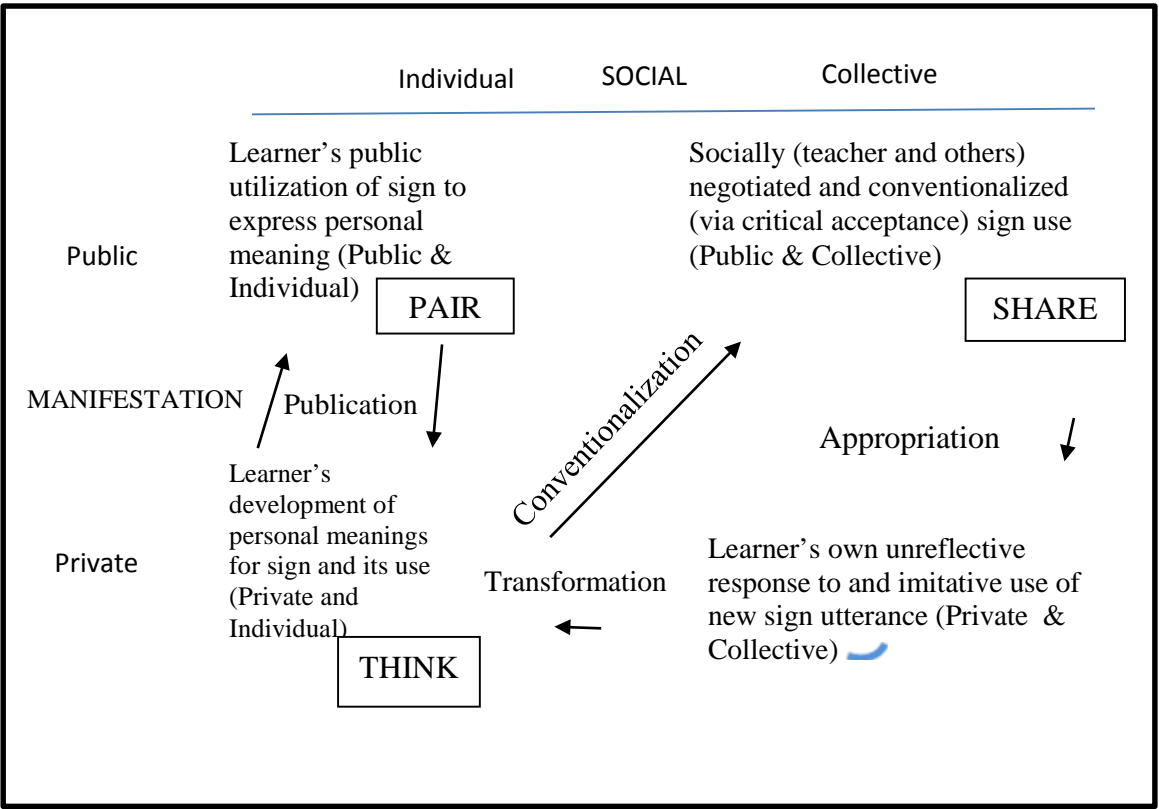 Individual SOCIAL Collective
Learner’s public
utilization of sign to
express personal
meaning (Public &
Individual)
PAIR
Socially (teacher and others)
negotiated and conventionalized
(via critical acceptance) sign use
(Public & Collective)
SHARE
Public
MANIFESTATION
Publication
Conventionalization
Appropriation
Private
Learner’s
development of
personal meanings
for sign and its use
(Private and
Individual)
THINK
Transformation
Learner’s own unreflective
response to and imitative use of
new sign utterance (Private &
Collective)